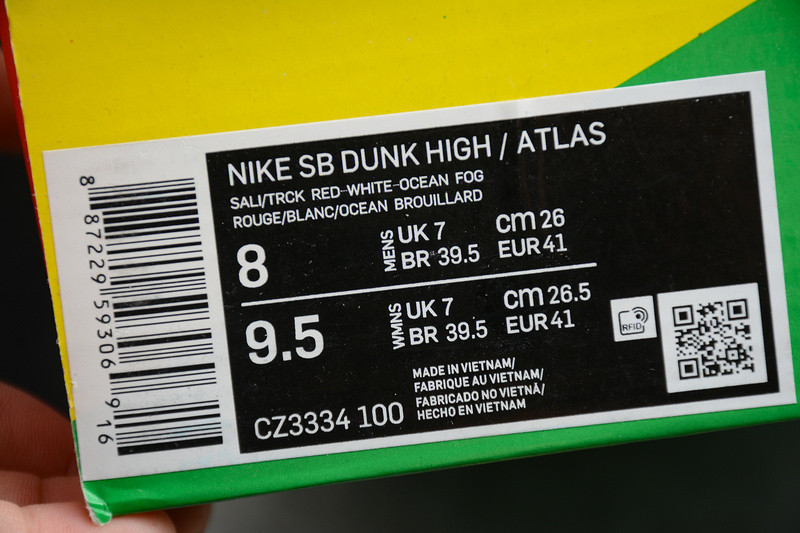 NIKE SB DUNK HIGH / ATLAS
SAIL/TRCK RED-WHITE-OCEAN FOG
ROUGE/BLANC/OCEAN BROUILLARD
8
MENS
UK 7
BR 39.5
cm 26
EUR 41
9.5
WMNS
UK 7
BR 39.5
cm 26.5
EUR 41
RFID
MADE IN VIETNAM/
FABRIQUE AU VIETNAM/
FABRICADO NO VIETNÃ/
HECHO EN VIETNAM
CZ3334 100
8 87229 59306 9 16